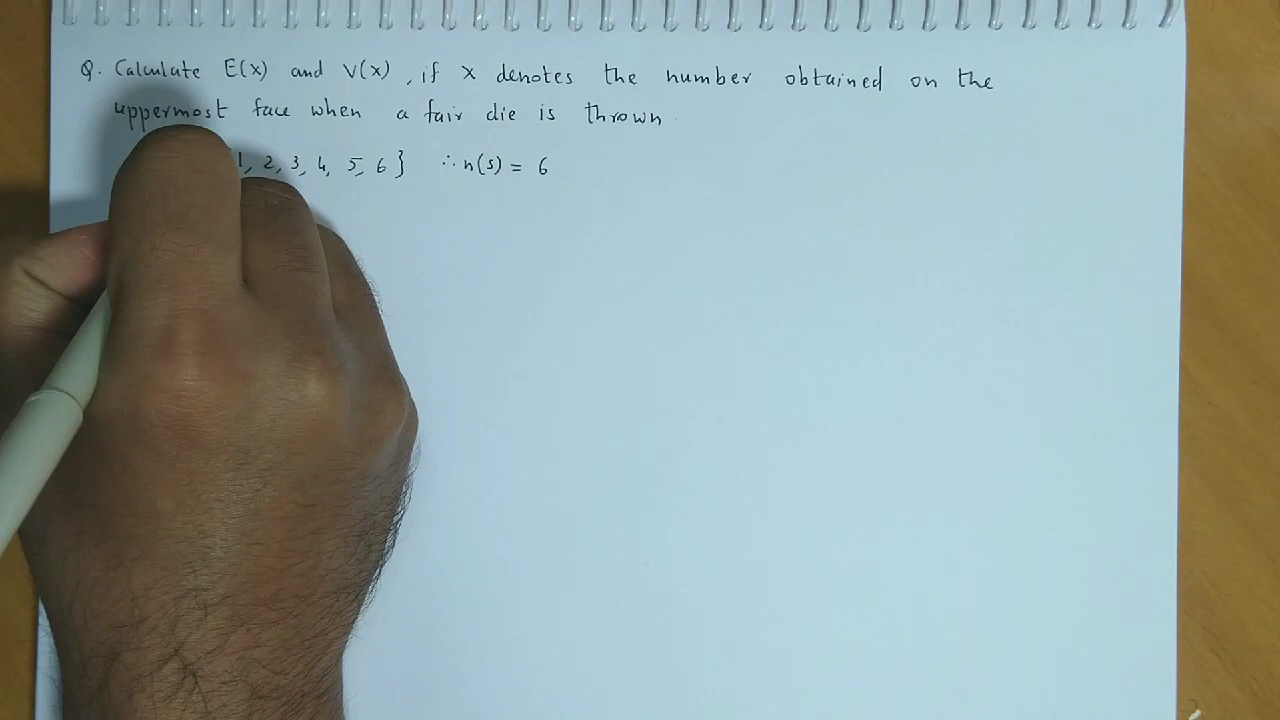 Q. Calculate E(x) and V(x), if x denotes the number obtained on the
uppermost face when a fair die is thrown.
1, 2, 3, 4, 5, 6} ∴ n(s) = 6